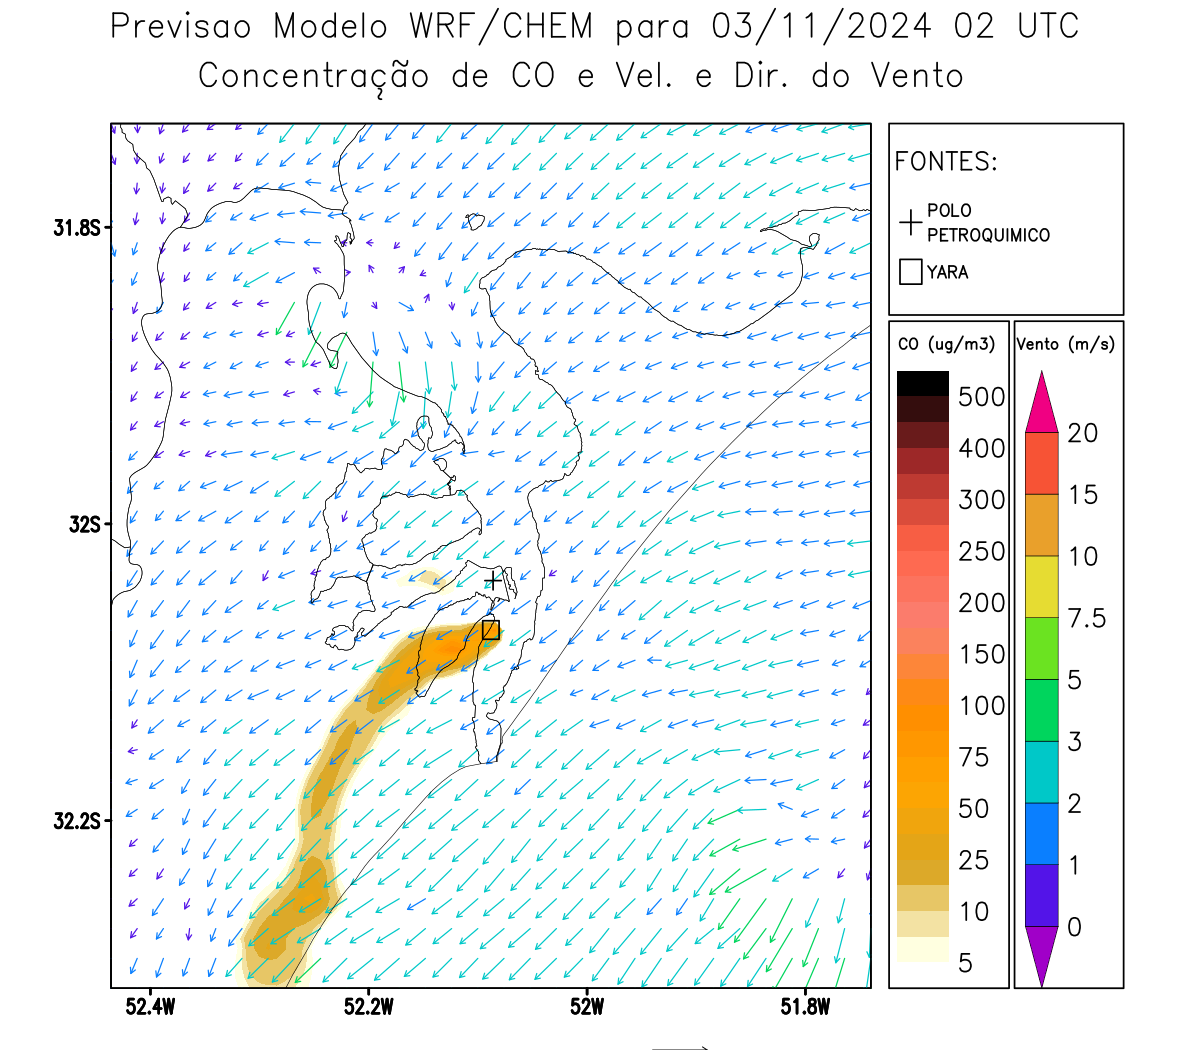 Previsao Modelo WRF/CHEM para 03/11/2024 02 UTC
Concentração de CO e Vel. e Dir. do Vento
FONTES:
POLO
PETROQUIMICO
YARA
CO (ug/m3)
500
400
300
250
200
150
100
75
50
25
10
5
Vento (m/s)
20
15
10
7.5
5
3
2
1
0
31.8S
32S
32.2S
52.4W
52.2W
52W
51.8W